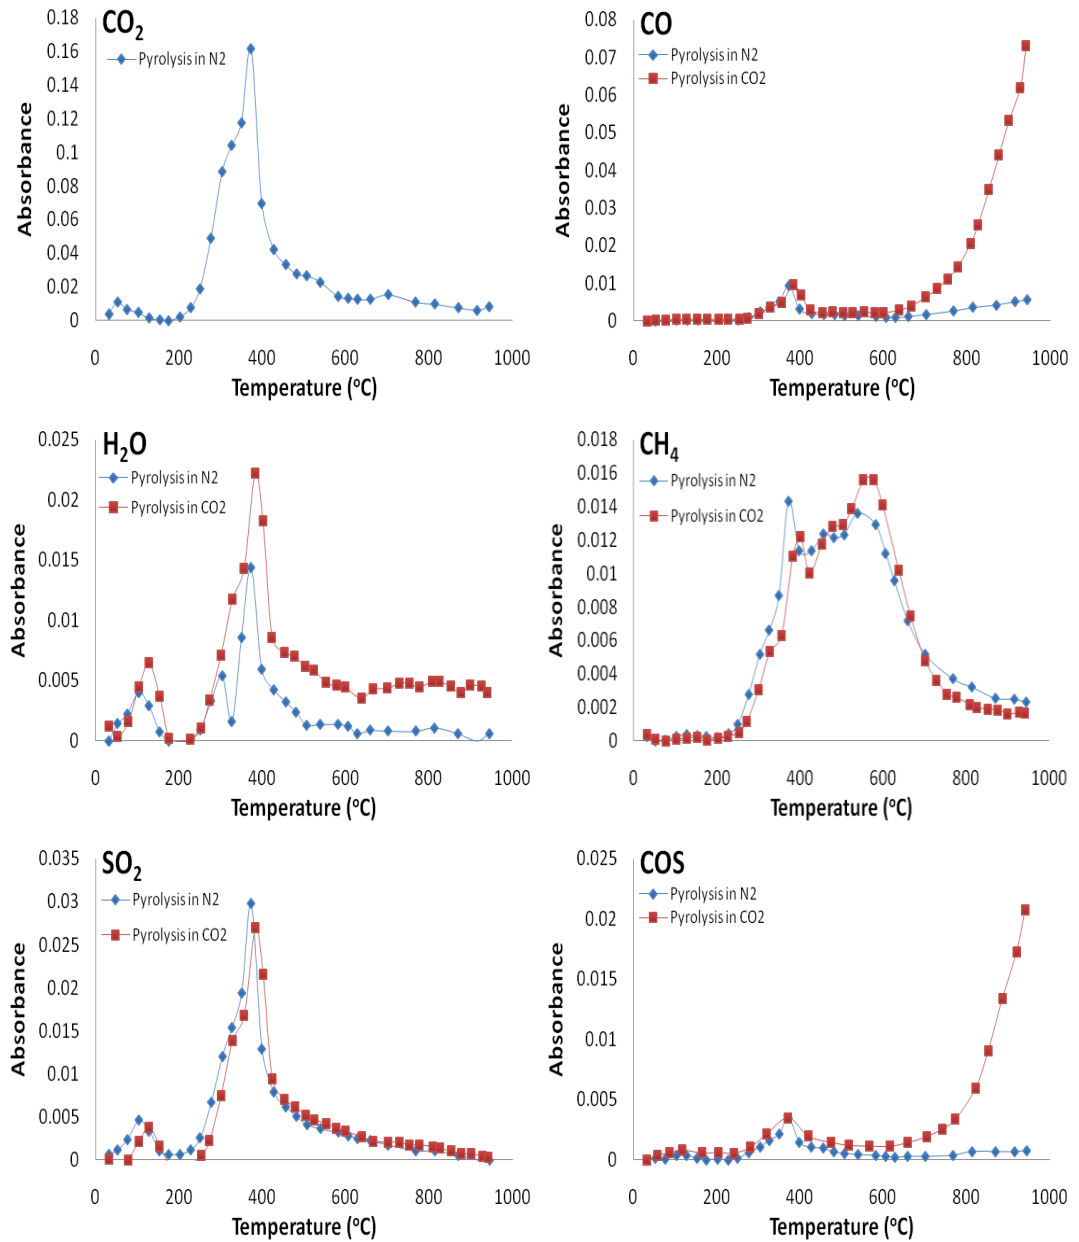 CO2
Pyrolysis in N2
Absorbance
0.18
0.16
0.14
0.12
0.1
0.08
0.06
0.04
0.02
0
0 200 400 600 800 1000
Temperature (oC)
CO
Pyrolysis in N2
Pyrolysis in CO2
Absorbance
0.08
0.07
0.06
0.05
0.04
0.03
0.02
0.01
0
0 200 400 600 800 1000
Temperature (oC)
H2O
Pyrolysis in N2
Pyrolysis in CO2
Absorbance
0.025
0.02
0.015
0.01
0.005
0
0 200 400 600 800 1000
Temperature (oC)
CH4
Pyrolysis in N2
Pyrolysis in CO2
Absorbance
0.018
0.016
0.014
0.012
0.01
0.008
0.006
0.004
0.002
0
0 200 400 600 800 1000
Temperature (oC)
SO2
Pyrolysis in N2
Pyrolysis in CO2
Absorbance
0.035
0.03
0.025
0.02
0.015
0.01
0.005
0
0 200 400 600 800 1000
Temperature (oC)
COS
Pyrolysis in N2
Pyrolysis in CO2
Absorbance
0.025
0.02
0.015
0.01
0.005
0
0 200 400 600 800 1000
Temperature (oC)